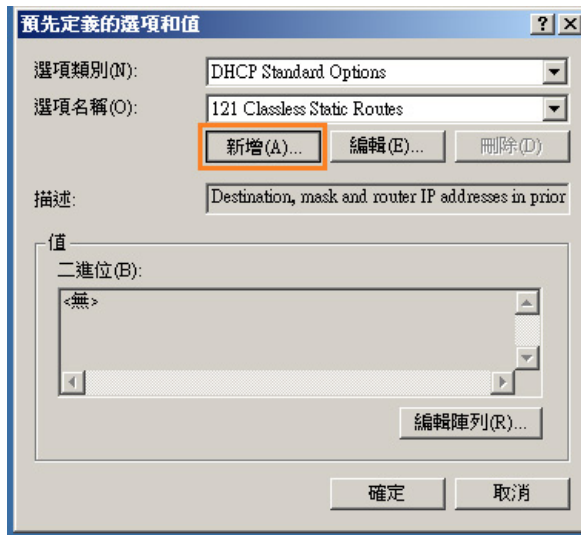 預先定義的選項和值
選項類別(N): DHCP Standard Options
選項名稱(O): 121 Classless Static Routes
新增(A)... 編輯(E)... 刪除(D)
描述: Destination, mask and router IP addresses in prior
值
二進位(B):
<無>
編輯陣列(R)...
確定 取消